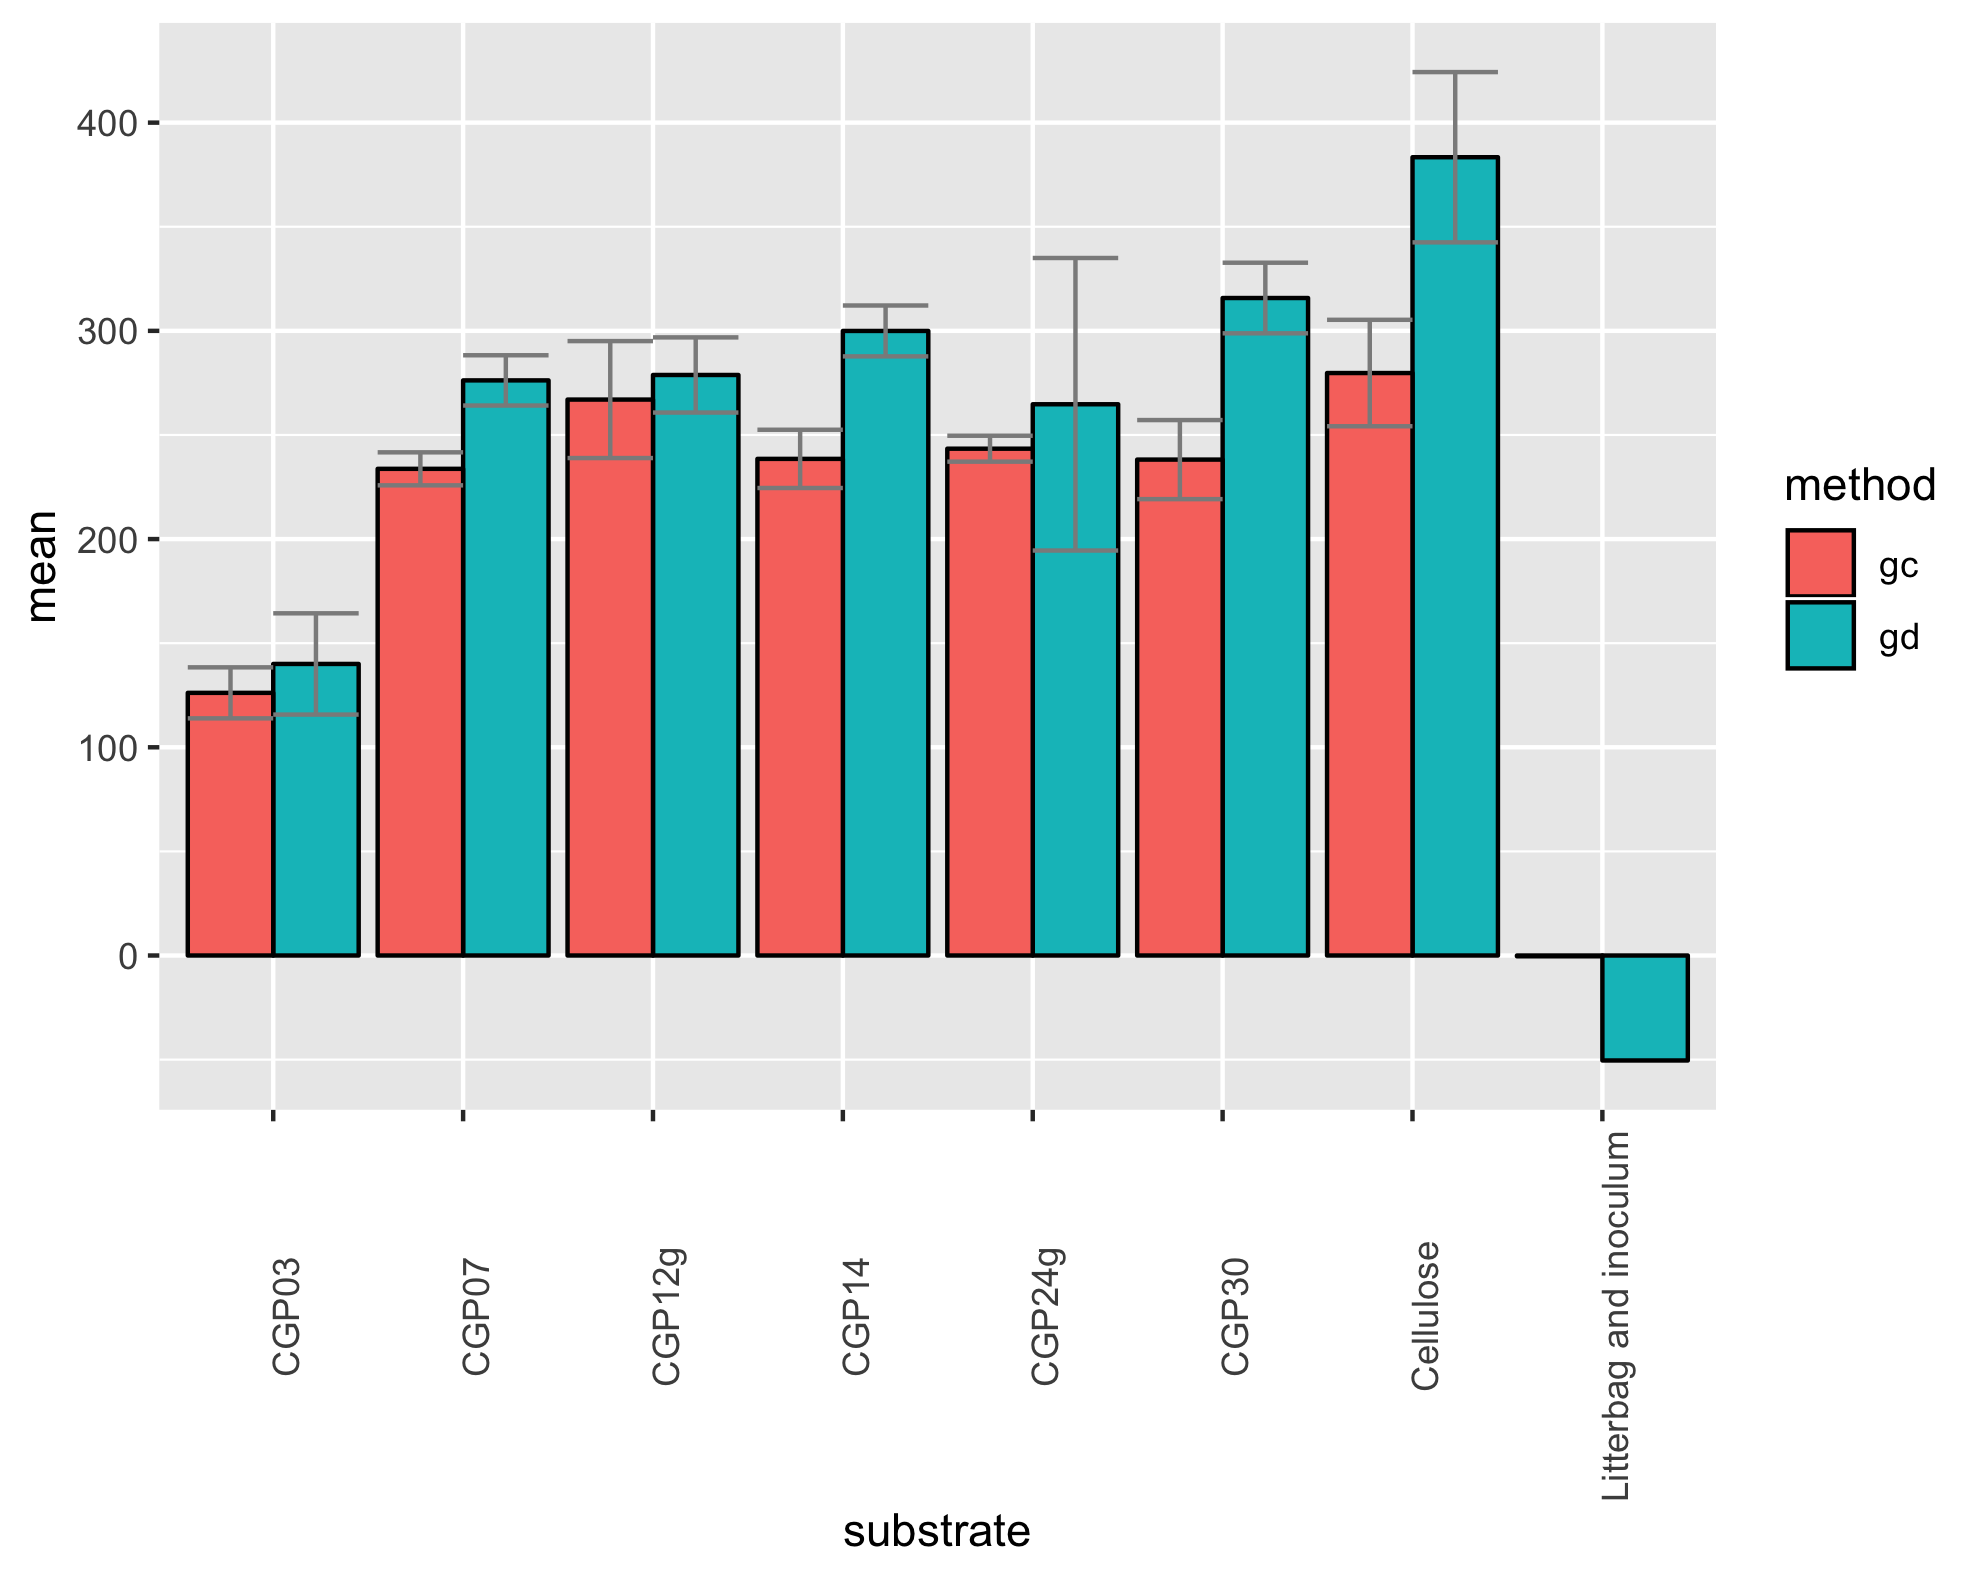 mean
400
300
200
100
0
CGP03
CGP07
CGP12g
CGP14
CGP24g
CGP30
Cellulose
Litterbag and inoculum
substrate
method
gc
gd